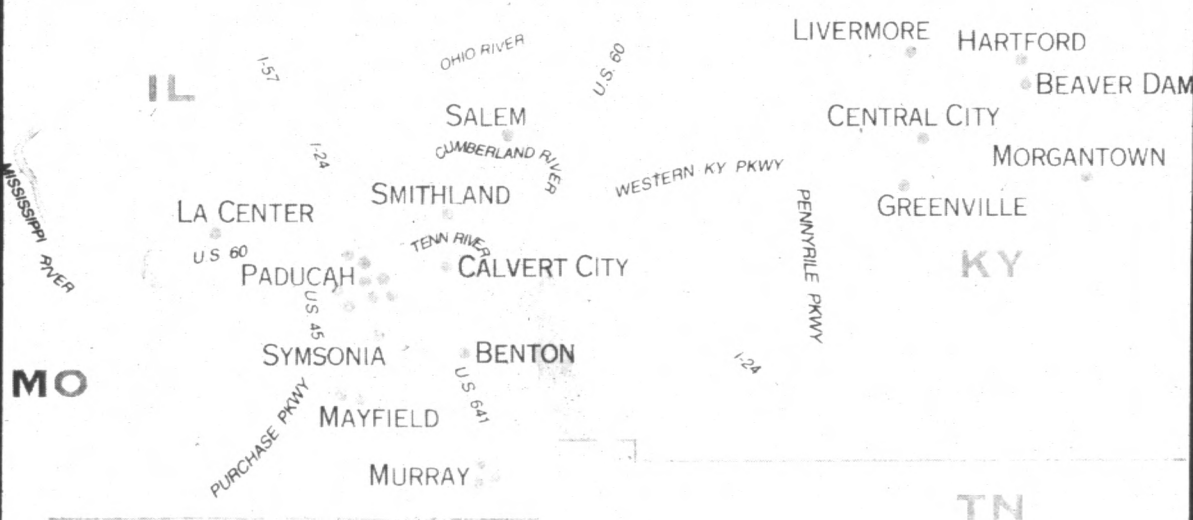 LIVERMORE
HARTFORD
OHIO RIVER
U.S. 60
I-57
IL
BEAVER DAM
SALEM
CENTRAL CITY
I-24
CUMBERLAND RIVER
MORGANTOWN
WESTERN KY PKWY
MISSISSIPPI RIVER
SMITHLAND
LA CENTER
GREENVILLE
PENNYRILE PKWY
TENN RIVER
U.S 60
PADUCAH
CALVERT CITY
KY
US 45
SYMSONIA
BENTON
I-24
MO
U.S 641
PURCHASE PKWY
MAYFIELD
MURRAY
TN